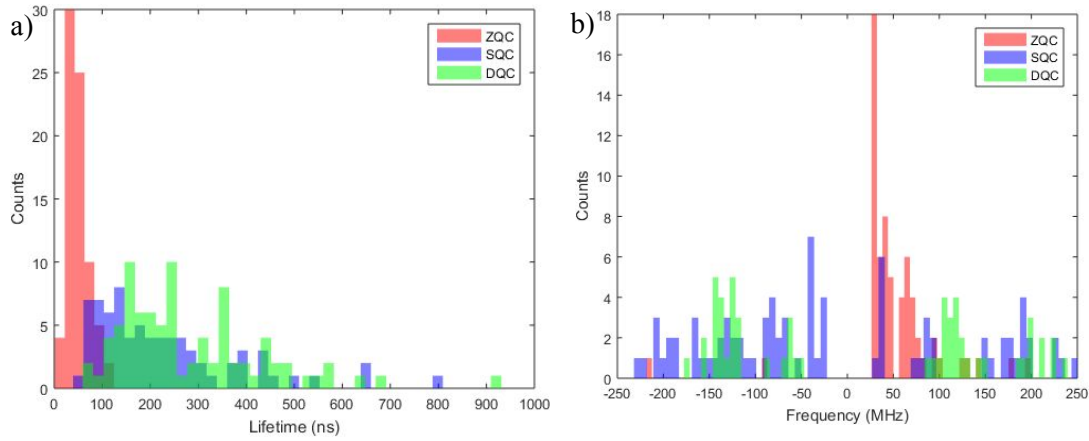 a)
30
25
20
15
10
5
0
Counts
0 100 200 300 400 500 600 700 800 900 1000
Lifetime (ns)
ZQC
SQC
DQC
b)
18
16
14
12
10
8
6
4
2
0
Counts
-250 -200 -150 -100 -50 0 50 100 150 200 250
Frequency (MHz)
ZQC
SQC
DQC